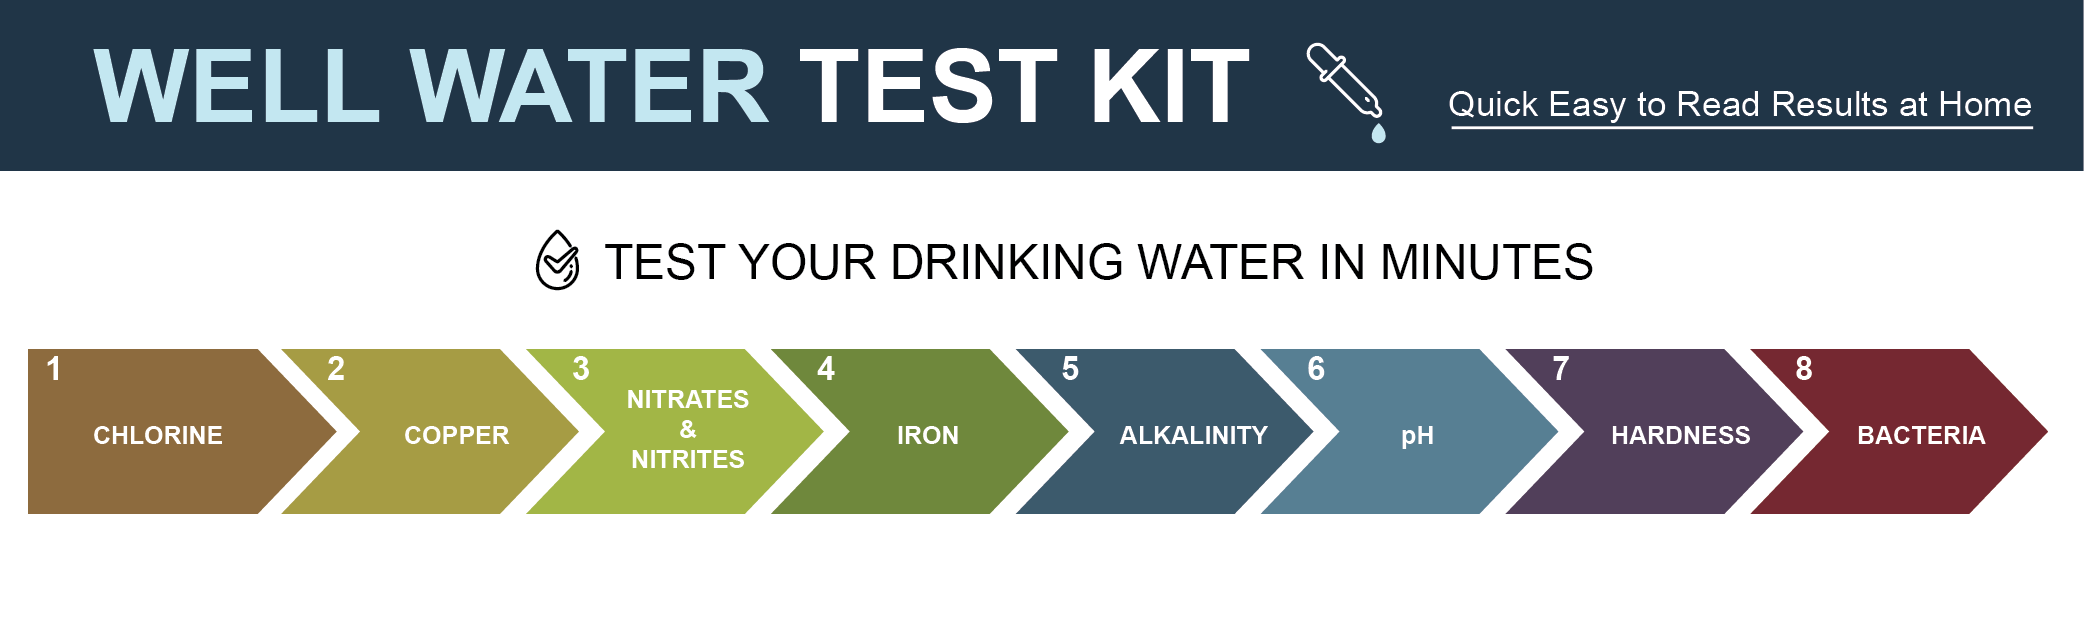 WELL WATER TEST KIT
Quick Easy to Read Results at Home
TEST YOUR DRINKING WATER IN MINUTES
1
CHLORINE
2
COPPER
3
NITRATES
&
NITRITES
4
IRON
5
ALKALINITY
6
pH
7
HARDNESS
8
BACTERIA